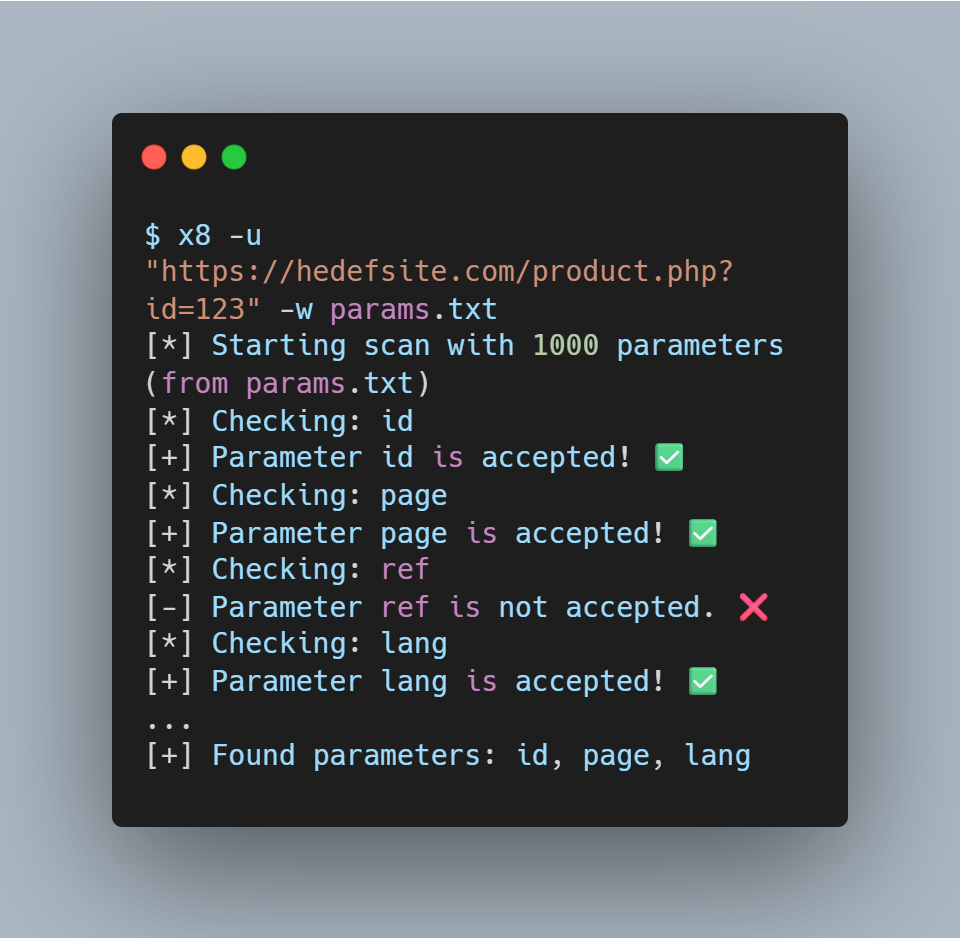 $ x8 -u
"https://hedefsite.com/product.php?
id=123" -w params.txt
[*] Starting scan with 1000 parameters
(from params.txt)
[*] Checking: id
[+] Parameter id is accepted! ✅
[*] Checking: page
[+] Parameter page is accepted! ✅
[*] Checking: ref
[-] Parameter ref is not accepted. ❌
[*] Checking: lang
[+] Parameter lang is accepted! ✅
...
[+] Found parameters: id, page, lang